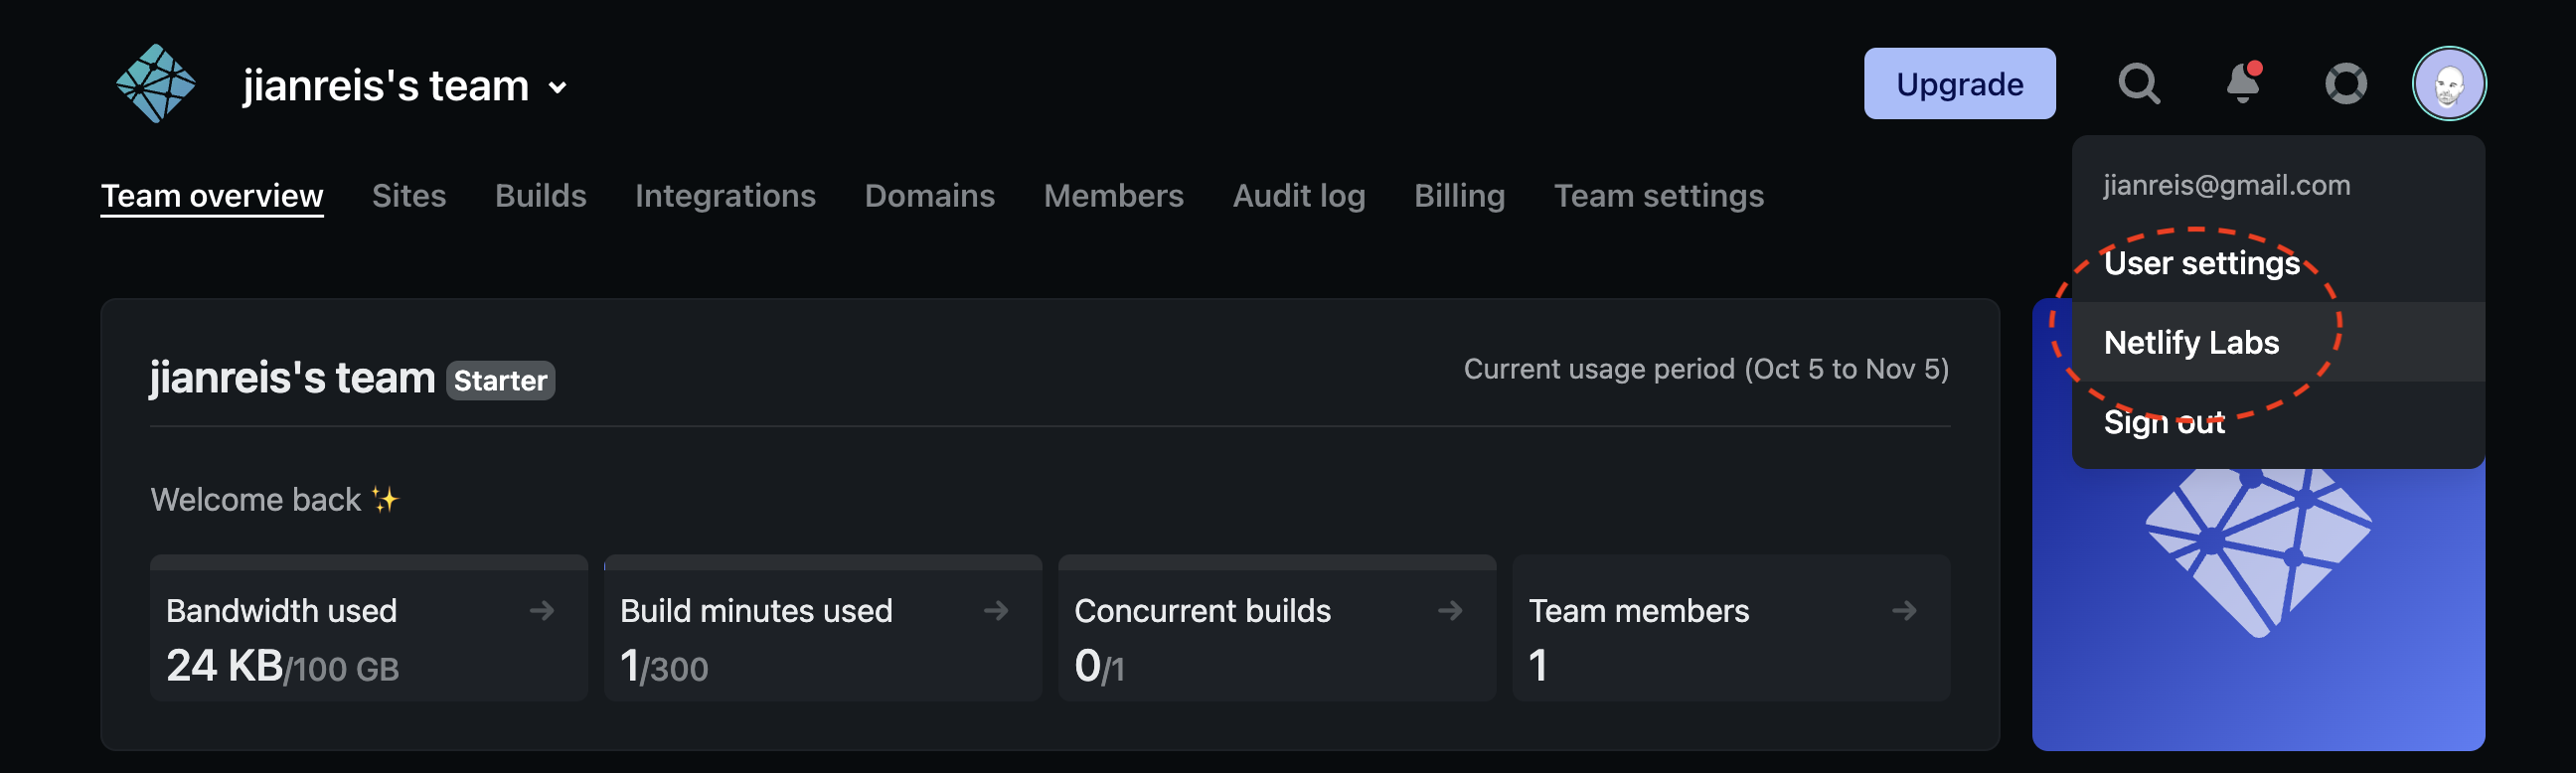 jianreis's team
Upgrade
Team overview Sites Builds Integrations Domains Members Audit log Billing Team settings
jianreis@gmail.com
User settings
Netlify Labs
Sign out
jianreis's team Starter
Current usage period (Oct 5 to Nov 5)
Welcome back ✨
Bandwidth used
24 KB/100 GB
Build minutes used
1/300
Concurrent builds
0/1
Team members
1